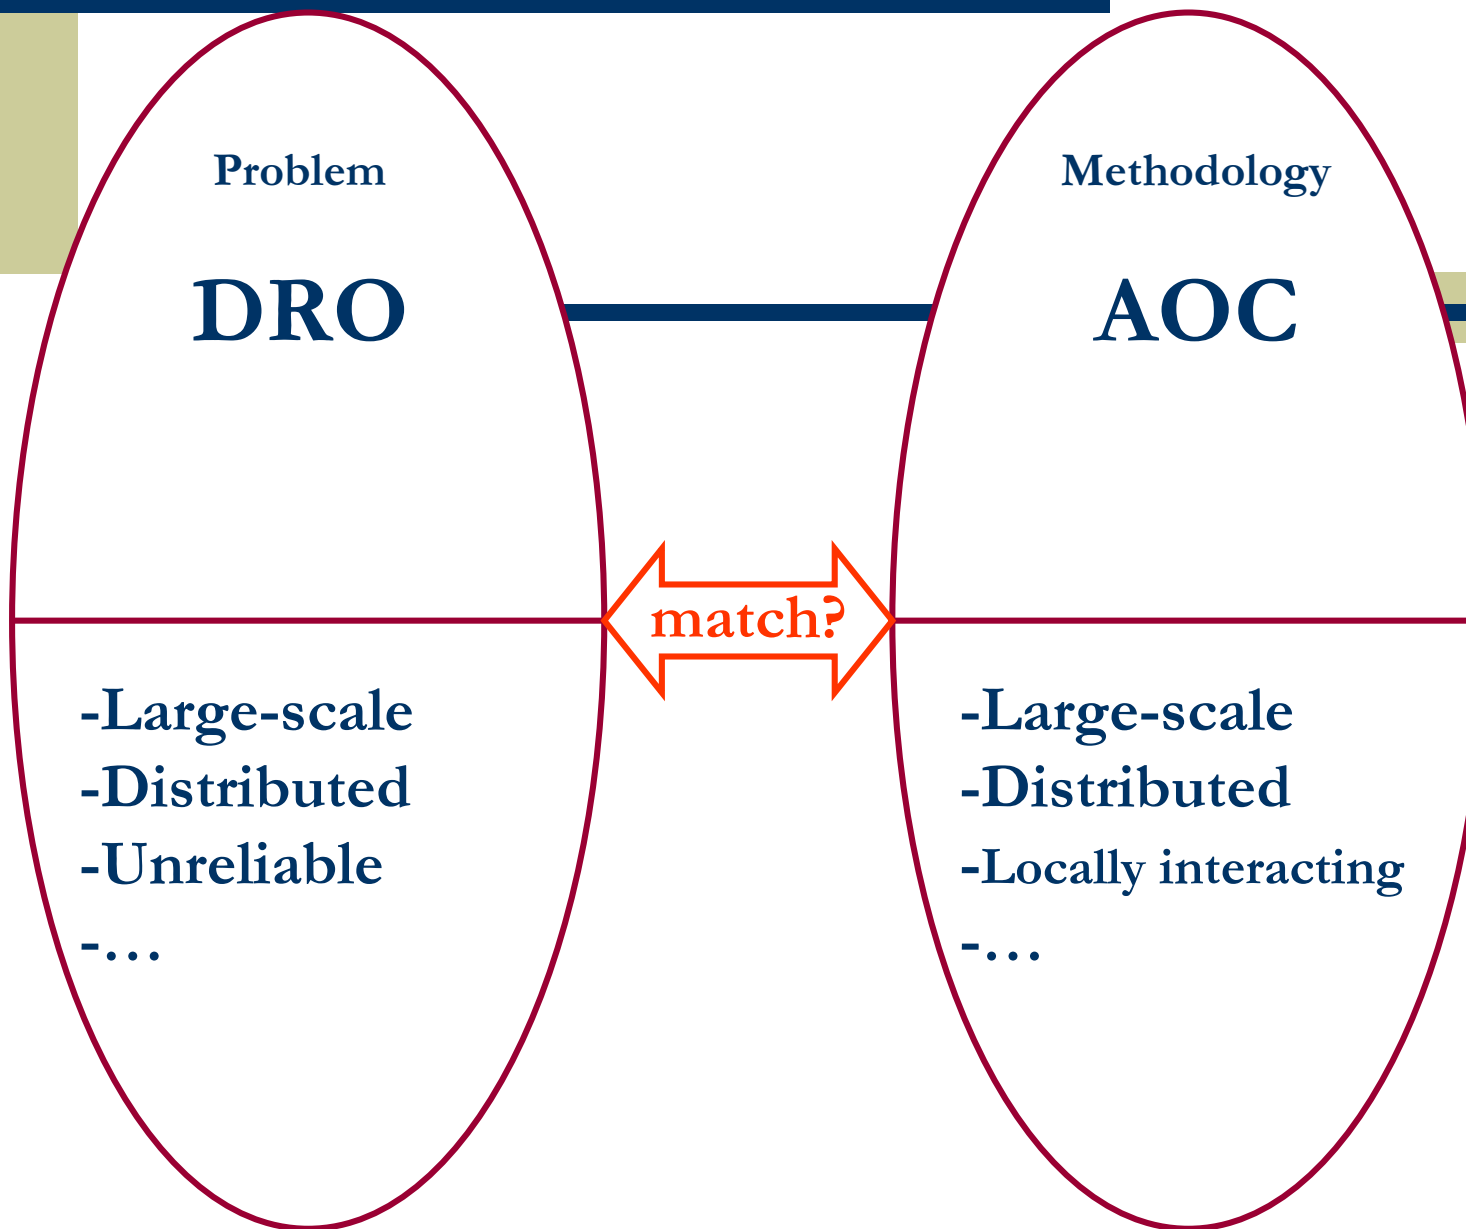 Problem
DRO
-Large-scale
-Distributed
-Unreliable
-…
match?
Methodology
AOC
-Large-scale
-Distributed
-Locally interacting
-…